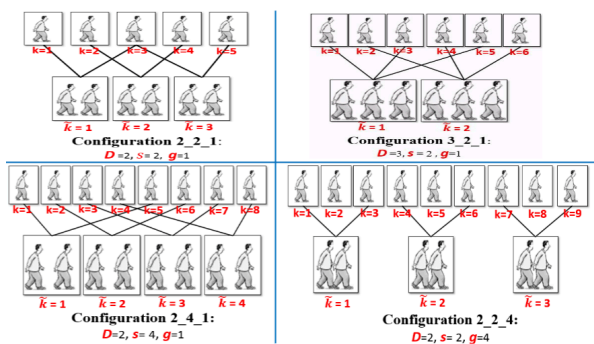 k=1 k=2 k=3 k=4 k=5
k̃ = 1 k̃ = 2 k̃ = 3
Configuration 2_2_1:
D =2, s= 2, g=1
k=1 k=2 k=3 k=4 k=5 k=6
k̃ = 1 k̃ = 2
Configuration 3_2_1:
D =3, s = 2 , g=1
k=1 k=2 k=3 k=4 k=5 k=6 k=7 k=8
k̃ = 1 k̃ = 2 k̃ = 3 k̃ = 4
Configuration 2_4_1:
D=2, s= 4, g=1
k=1 k=2 k=3 k=4 k=5 k=6 k=7 k=8 k=9
k̃ = 1 k̃ = 2 k̃ = 3
Configuration 2_2_4:
D=2, s= 2, g=4